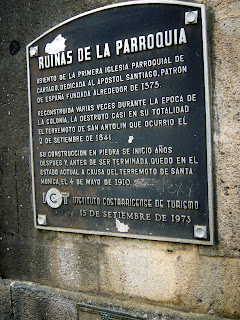 RUINAS DE LA PARROQUIA
ASIENTO DE LA PRIMERA IGLESIA PARROQUIAL DE
CARTAGO. DEDICADA AL APOSTOL SANTIAGO, PATRÓN
DE ESPAÑA FUNDADA ALREDEDOR DE 1575.
RECONSTRUIDA VARIAS VECES DURANTE LA EPOCA DE
LA COLONIA, LA DESTRUYO CASI EN SU TOTALIDAD
EL TERREMOTO DE SAN ANTOLIN QUE OCURRIO EL
2 DE SETIEMBRE DE 1841.
SU CONSTRUCCION EN PIEDRA SE INICIO AÑOS
DESPUES Y, ANTES DE SER TERMINADA QUEDO EN EL
ESTADO ACTUAL A CAUSA DEL TERREMOTO DE SANTA
MONICA, EL 4 DE MAYO DE 1910.
ICT INSTITUTO COSTARRICENSE DE TURISMO
15 DE SETIEMBRE DE 1973